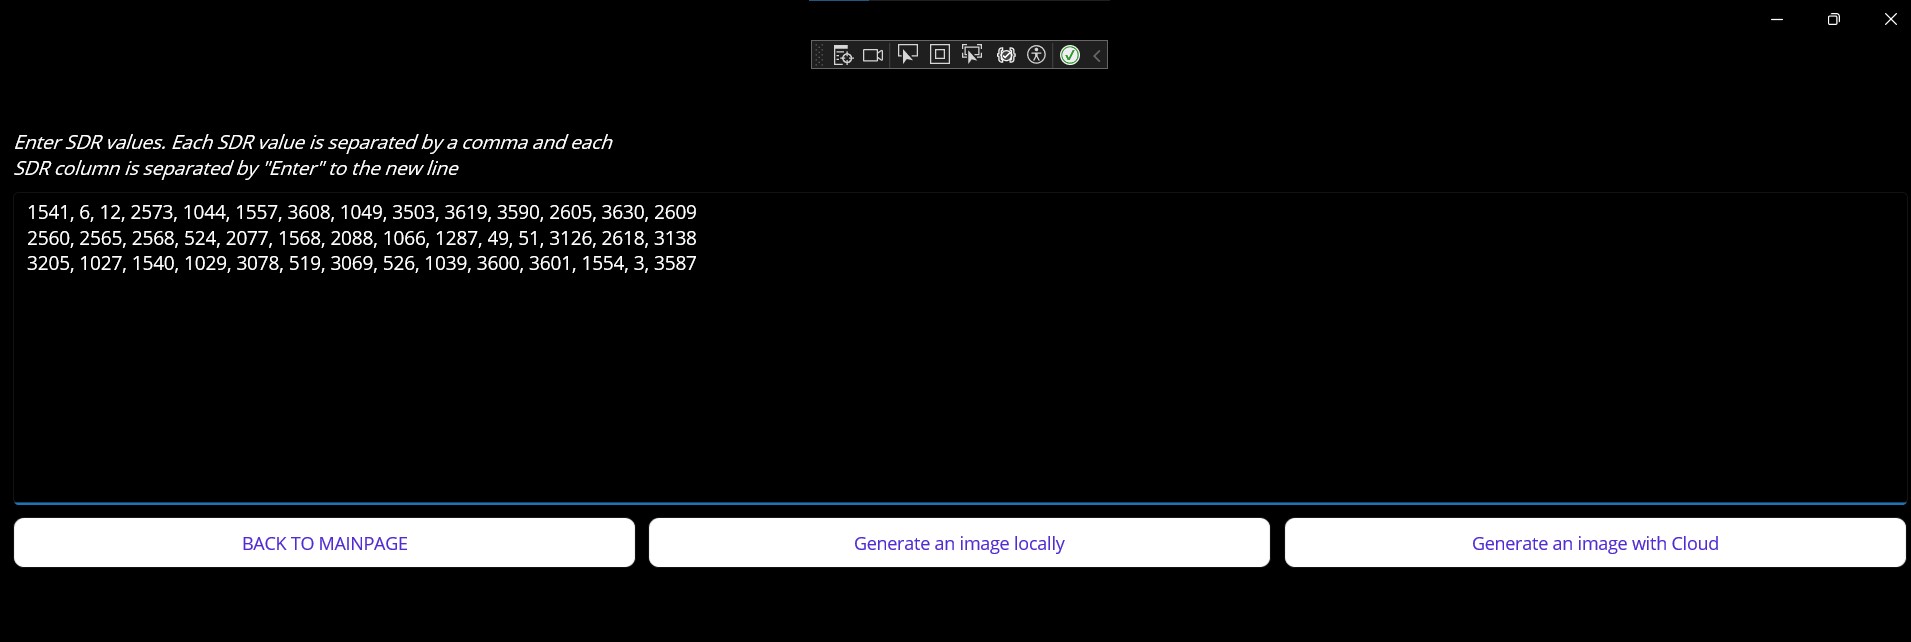 Enter SDR values. Each SDR value is separated by a comma and each
SDR column is separated by "Enter" to the new line
1541, 6, 12, 2573, 1044, 1557, 3608, 1049, 3503, 3619, 3590, 2605, 3630, 2609
2560, 2565, 2568, 524, 2077, 1568, 2088, 1066, 1287, 49, 51, 3126, 2618, 3138
3205, 1027, 1540, 1029, 3078, 519, 3069, 526, 1039, 3600, 3601, 1554, 3, 3587
BACK TO MAINPAGE
Generate an image locally
Generate an image with Cloud